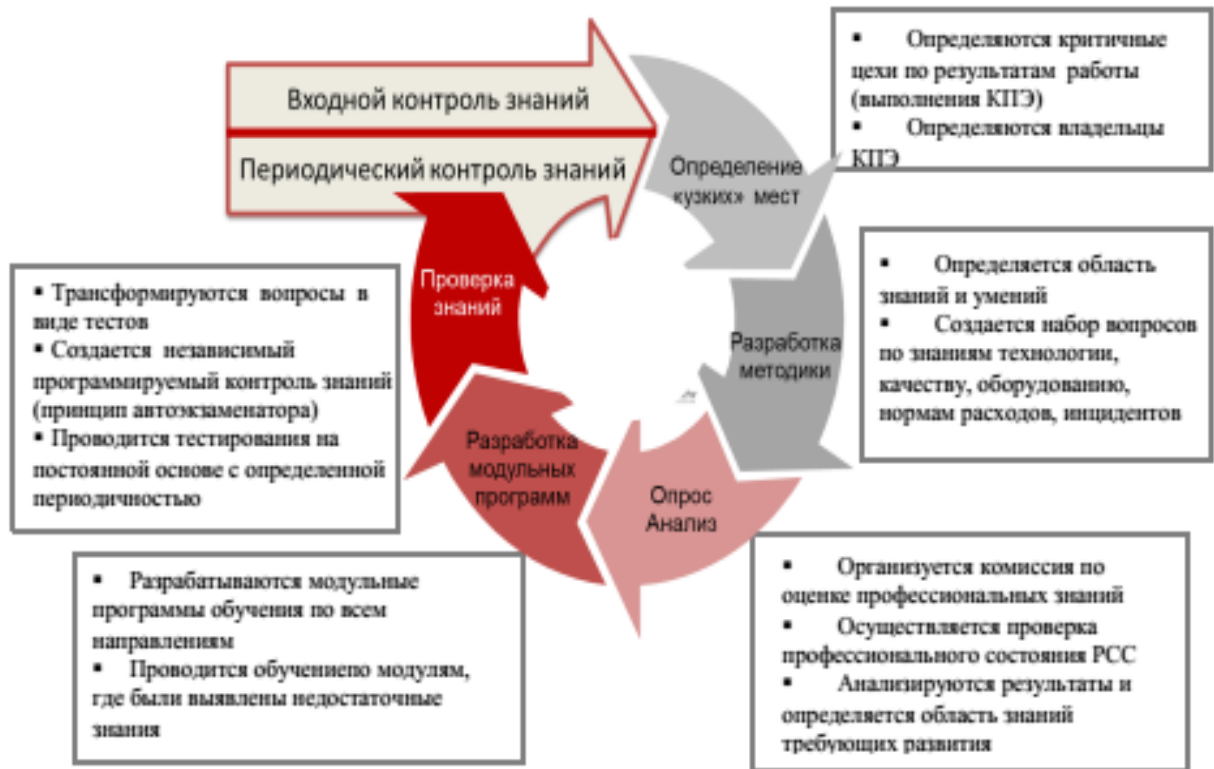 Входной контроль знаний
Периодический контроль знаний
Определение
«узких» мест
▪ Определяются критичные
цехи по результатам работы
(выполнения КПЭ)
▪ Определяются владельцы
КПЭ
Разработка
методики
▪ Определяется область
знаний и умений
▪ Создается набор вопросов
по знаниям технологии,
качеству, оборудованию,
нормам расходов, инцидентов
Опрос
Анализ
▪ Организуется комиссия по
оценке профессиональных знаний
▪ Осуществляется проверка
профессионального состояния РСС
▪ Анализируются результаты и
определяется область знаний
требующих развития
Разработка
модульных
программ
▪ Разрабатываются модульные
программы обучения по всем
направлениям
▪ Проводится обучениепо модулям,
где были выявлены недостаточные
знания
Проверка
знаний
▪ Трансформируются вопросы в
виде тестов
▪ Создается независимый
программируемый контроль знаний
(принцип автоэкзаменатора)
▪ Проводится тестирования на
постоянной основе с определенной
периодичностью